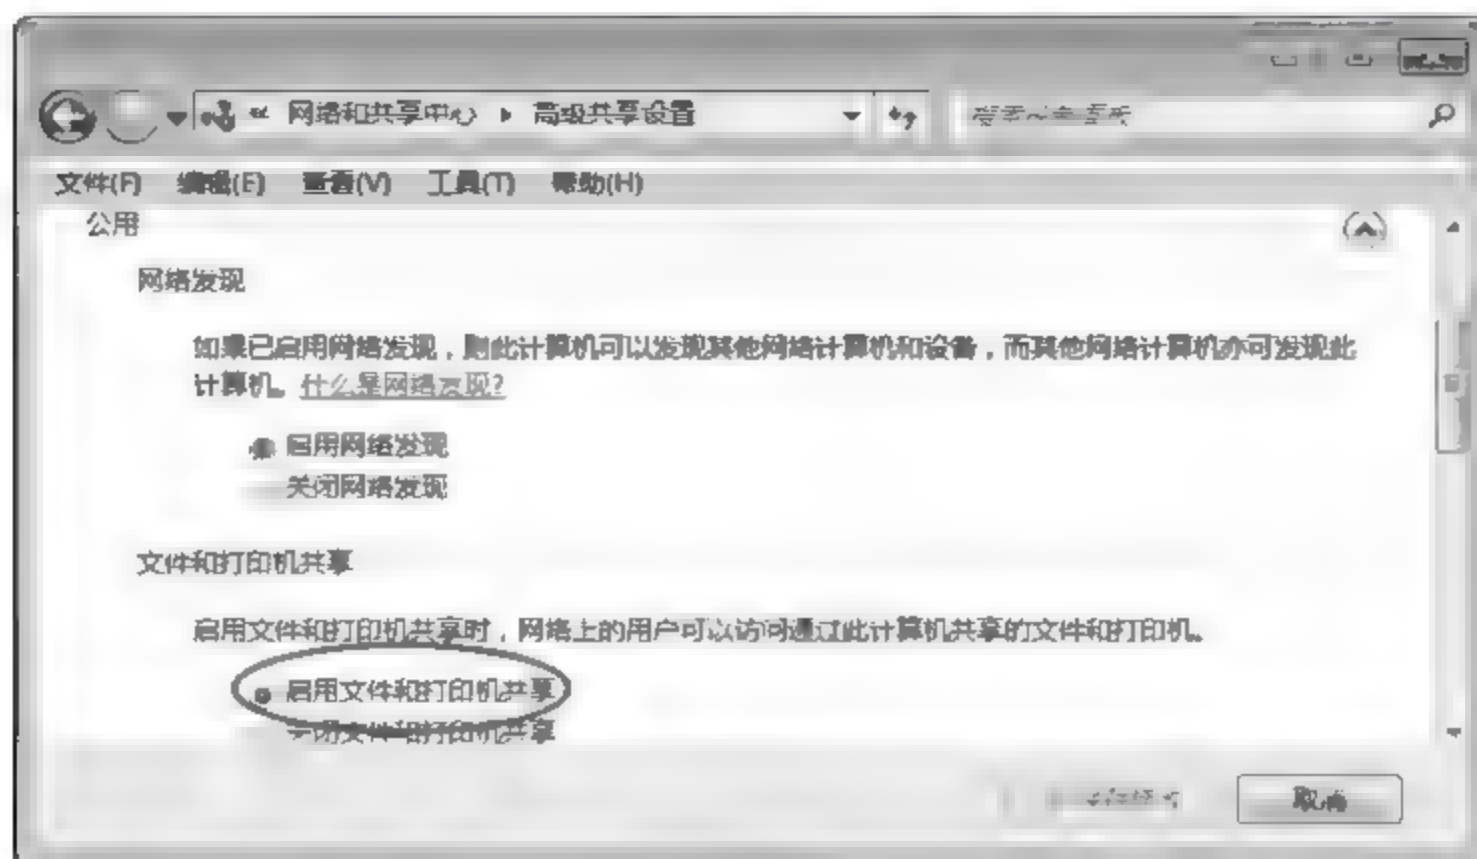 « 网络和共享中心 ▸ 高级共享设置
文件(F) 编辑(E) 查看(V) 工具(T) 帮助(H)
公用
网络发现
如果已启用网络发现，则此计算机可以发现其他网络计算机和设备，而其他网络计算机亦可发现此
计算机。什么是网络发现?
启用网络发现
关闭网络发现
文件和打印机共享
启用文件和打印机共享时，网络上的用户可以访问通过此计算机共享的文件和打印机。
启用文件和打印机共享
关闭文件和打印机共享
取消